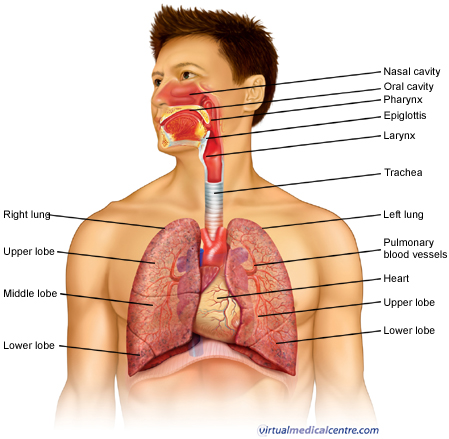 Nasal cavity
Oral cavity
Pharynx
Epiglottis
Larynx
Trachea
Right lung
Left lung
Upper lobe
Pulmonary
blood vessels
Middle lobe
Heart
Upper lobe
Lower lobe
Lower lobe
virtualmedicalcentre.com